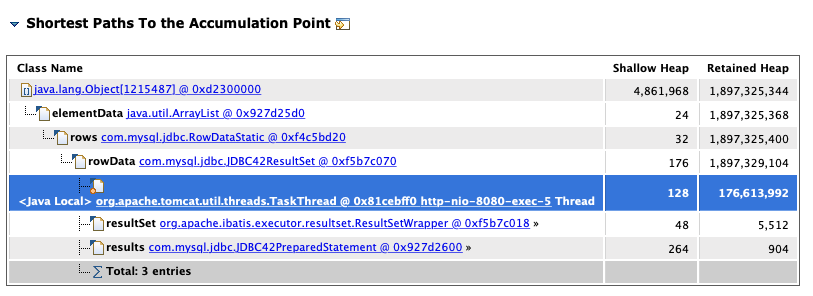 Shortest Paths To the Accumulation Point
Class Name Shallow Heap Retained Heap
java.lang.Object[1215487] @ 0xd2300000 4,861,968 1,897,325,344
elementData java.util.ArrayList @ 0x927d25d0 24 1,897,325,368
rows com.mysql.jdbc.RowDataStatic @ 0xf4c5bd20 32 1,897,325,400
rowData com.mysql.jdbc.JDBC42ResultSet @ 0xf5b7c070 176 1,897,329,104
<Java Local> org.apache.tomcat.util.threads.TaskThread @ 0x81cebff0 http-nio-8080-exec-5 Thread 128 176,613,992
resultSet org.apache.ibatis.executor.resultset.ResultSetWrapper @ 0xf5b7c018 » 48 5,512
results com.mysql.jdbc.JDBC42PreparedStatement @ 0x927d2600 » 264 904
Total: 3 entries